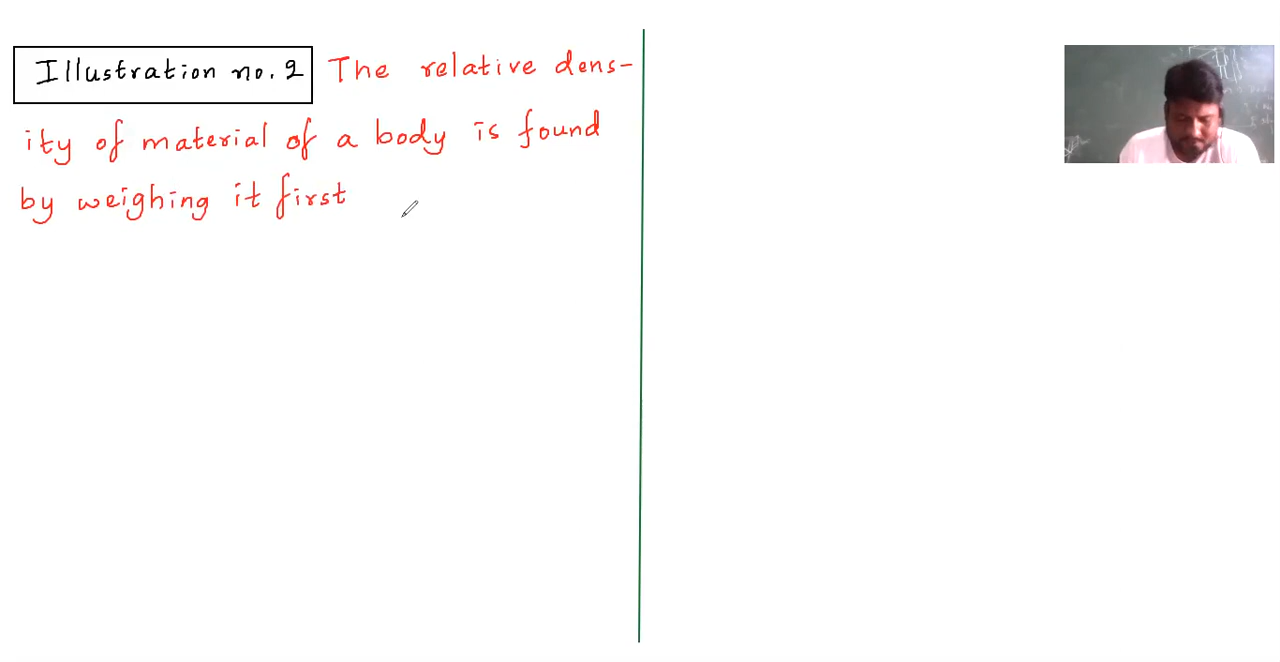 Illustration no. 2 The relative dens-
ity of material of a body is found
by weighing it first